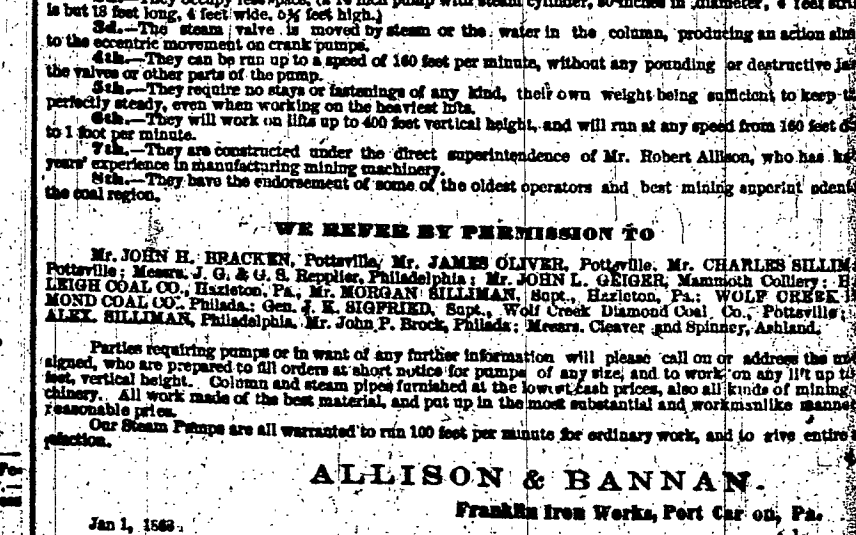 is but 18 feet long, 4 feet wide, 5½ feet high.)
3d.—The steam valve is moved by steam or the water in the column, producing an action
to the eccentric movement on crank pumps.
4th.—They can be run up to a speed of 160 feet per minute, without any pounding or destructive
the valves or other parts of the pump.
5th.—They require no stays or fastenings of any kind, their own weight being sufficient to keep
perfectly steady, even when working on the heaviest lifts.
6th.—They will work on lifts up to 400 feet vertical height, and will run at any speed from 160 feet
to 1 foot per minute.
7th.—They are constructed under the direct superintendence of Mr. Robert Allison, who has
years' experience in manufacturing mining machinery.
8th.—They have the endorsement of some of the oldest operators and best mining
the coal region.
WE REFER BY PERMISSION TO
Mr. JOHN H. BRACKEN, Pottsville, Mr. JAMES OLIVER, Pottsville, Mr. CHARLES SILLIM
Pottsville; Messrs. J. G. & G. S. Repplier, Philadelphia; Mr. JOHN L. GEIGER, Mammoth Colliery;
LEIGH COAL CO., Hazleton, Pa., Mr. MORGAN SILLIMAN, Supt., Hazleton, Pa.; WOLF CREEK
MOND COAL CO., Philada.; Gen. J. K. SIGFRIED, Supt., Wolf Creek Diamond Coal Co., Pottsville;
ALEX. SILLIMAN, Philadelphia, Mr. John P. Brock, Philada; Messrs. Cleaver and Spinney, Ashland.
Parties requiring pumps or in want of any further information will please call on or address the
signed, who are prepared to fill orders at short notice for pumps of any size, and to work on any lift up to
feet, vertical height. Column and steam pipes furnished at the lowest cash prices, also all kinds of mining
chinery. All work made of the best material, and put up in the most substantial and workmanlike manner
reasonable price.
Our Steam Pumps are all warranted to run 100 feet per minute for ordinary work, and to give entire
ALLISON & BANNAN.
Franklin Iron Works, Port Car on, Pa.
Jan 1,